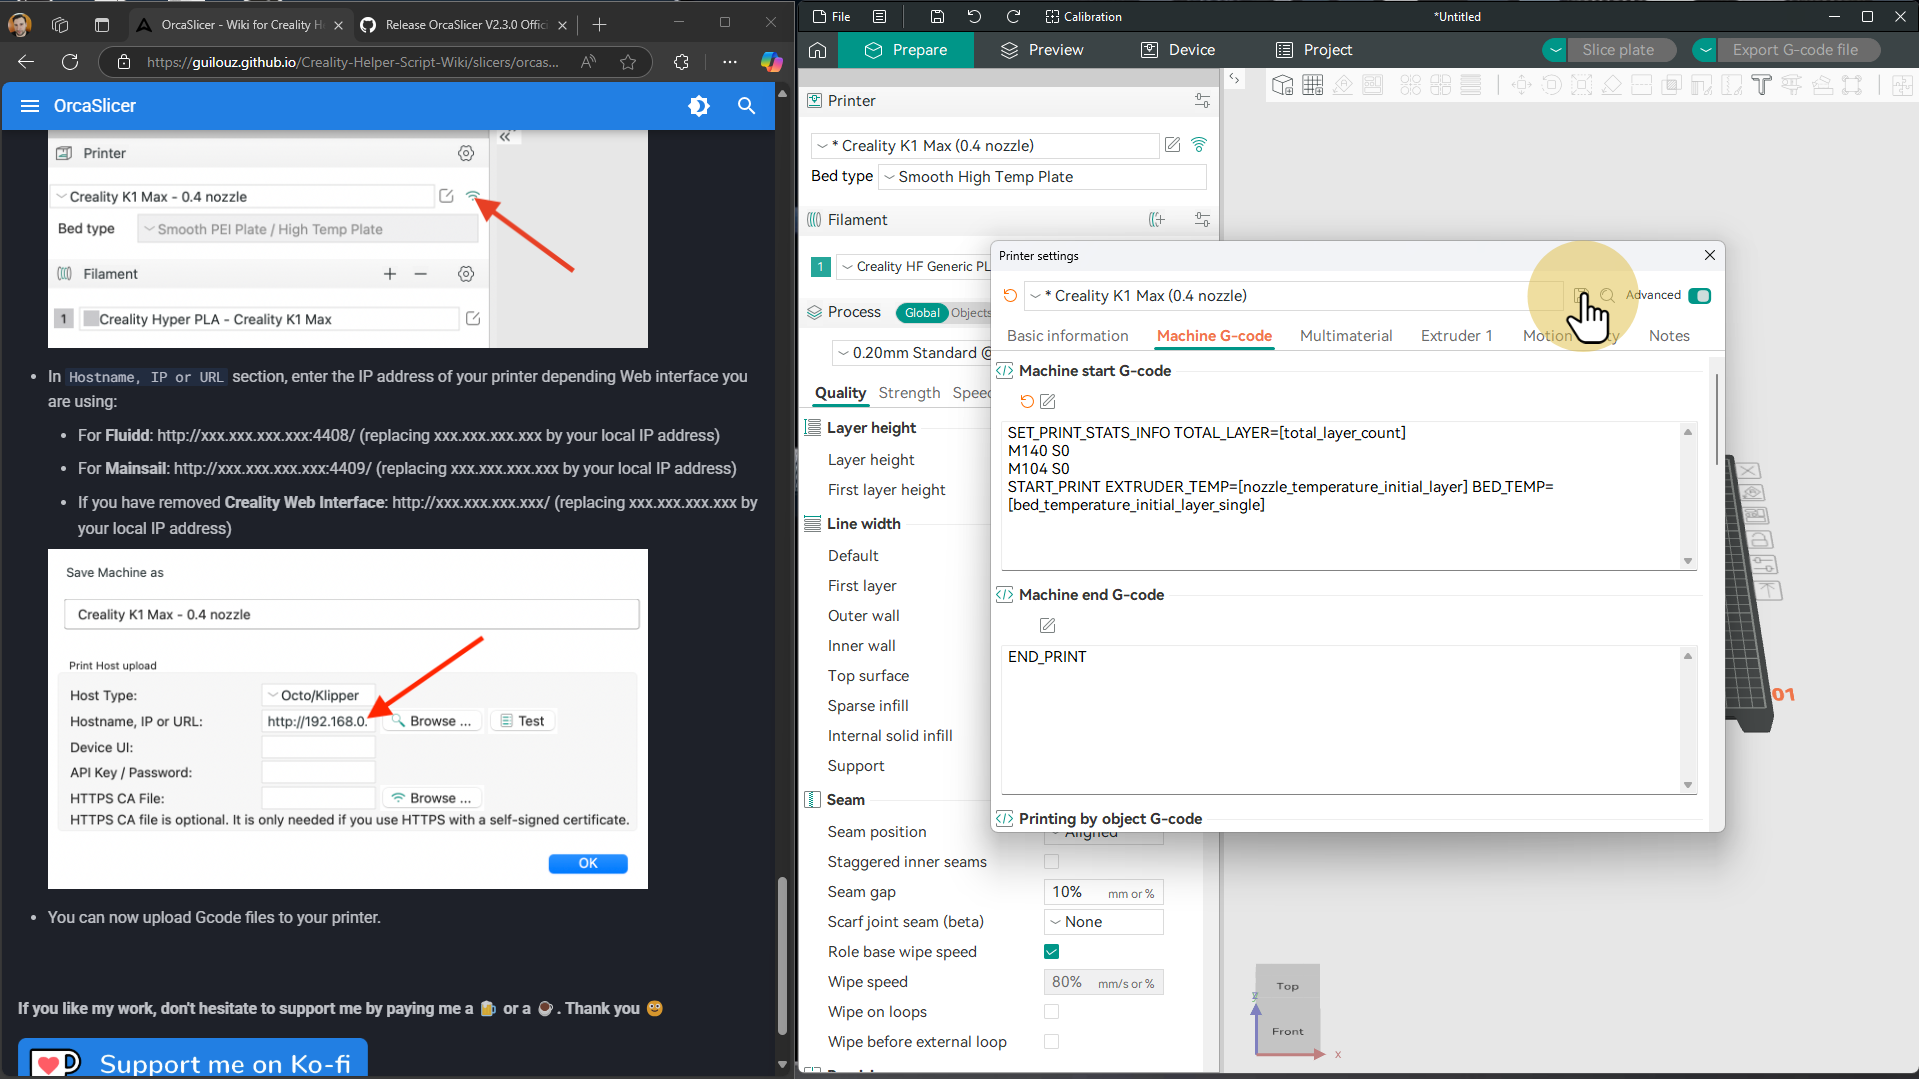 OrcaSlicer - Wiki for Creality H
Release OrcaSlicer V2.3.0 Offic
https://guilouz.github.io/Creality-Helper-Script-Wiki/slicers/orcas...
OrcaSlicer
Printer
Creality K1 Max - 0.4 nozzle
Bed type
Smooth PEI Plate / High Temp Plate
Filament
1
Creality Hyper PLA - Creality K1 Max
• In Hostname, IP or URL section, enter the IP address of your printer depending Web interface you
are using:
• For Fluidd: http://xxx.xxx.xxx.xxx:4408/ (replacing xxx.xxx.xxx.xxx by your local IP address)
• For Mainsail: http://xxx.xxx.xxx.xxx:4409/ (replacing xxx.xxx.xxx.xxx by your local IP address)
• If you have removed Creality Web Interface: http://xxx.xxx.xxx.xxx/ (replacing xxx.xxx.xxx.xxx by
your local IP address)
Save Machine as
Creality K1 Max - 0.4 nozzle
Print Host upload
Host Type:
Octo/Klipper
Hostname, IP or URL:
http://192.168.0.
Browse ...
Test
Device UI:
API Key / Password:
HTTPS CA File:
Browse ...
HTTPS CA file is optional. It is only needed if you use HTTPS with a self-signed certificate.
OK
• You can now upload Gcode files to your printer.
If you like my work, don't hesitate to support me by paying me a 🍺 or a ☕. Thank you 🙂
Support me on Ko-fi
File
Calibration
*Untitled
Prepare
Preview
Device
Project
Slice plate
Export G-code file
Printer
* Creality K1 Max (0.4 nozzle)
Bed type
Smooth High Temp Plate
Filament
1
Creality HF Generic PL
Process
Global
Objects
0.20mm Standard @
Quality
Strength
Speed
Layer height
Layer height
First layer height
Line width
Default
First layer
Outer wall
Inner wall
Top surface
Sparse infill
Internal solid infill
Support
Seam
Seam position
Aligned
Staggered inner seams
Seam gap
10%
mm or %
Scarf joint seam (beta)
None
Role base wipe speed
Wipe speed
80%
mm/s or %
Wipe on loops
Wipe before external loop
Printer settings
* Creality K1 Max (0.4 nozzle)
Advanced
Basic information
Machine G-code
Multimaterial
Extruder 1
Motion
Notes
Machine start G-code
SET_PRINT_STATS_INFO TOTAL_LAYER=[total_layer_count]
M140 S0
M104 S0
START_PRINT EXTRUDER_TEMP=[nozzle_temperature_initial_layer] BED_TEMP=
[bed_temperature_initial_layer_single]
Machine end G-code
END_PRINT
Printing by object G-code
01
Top
Front
z
x